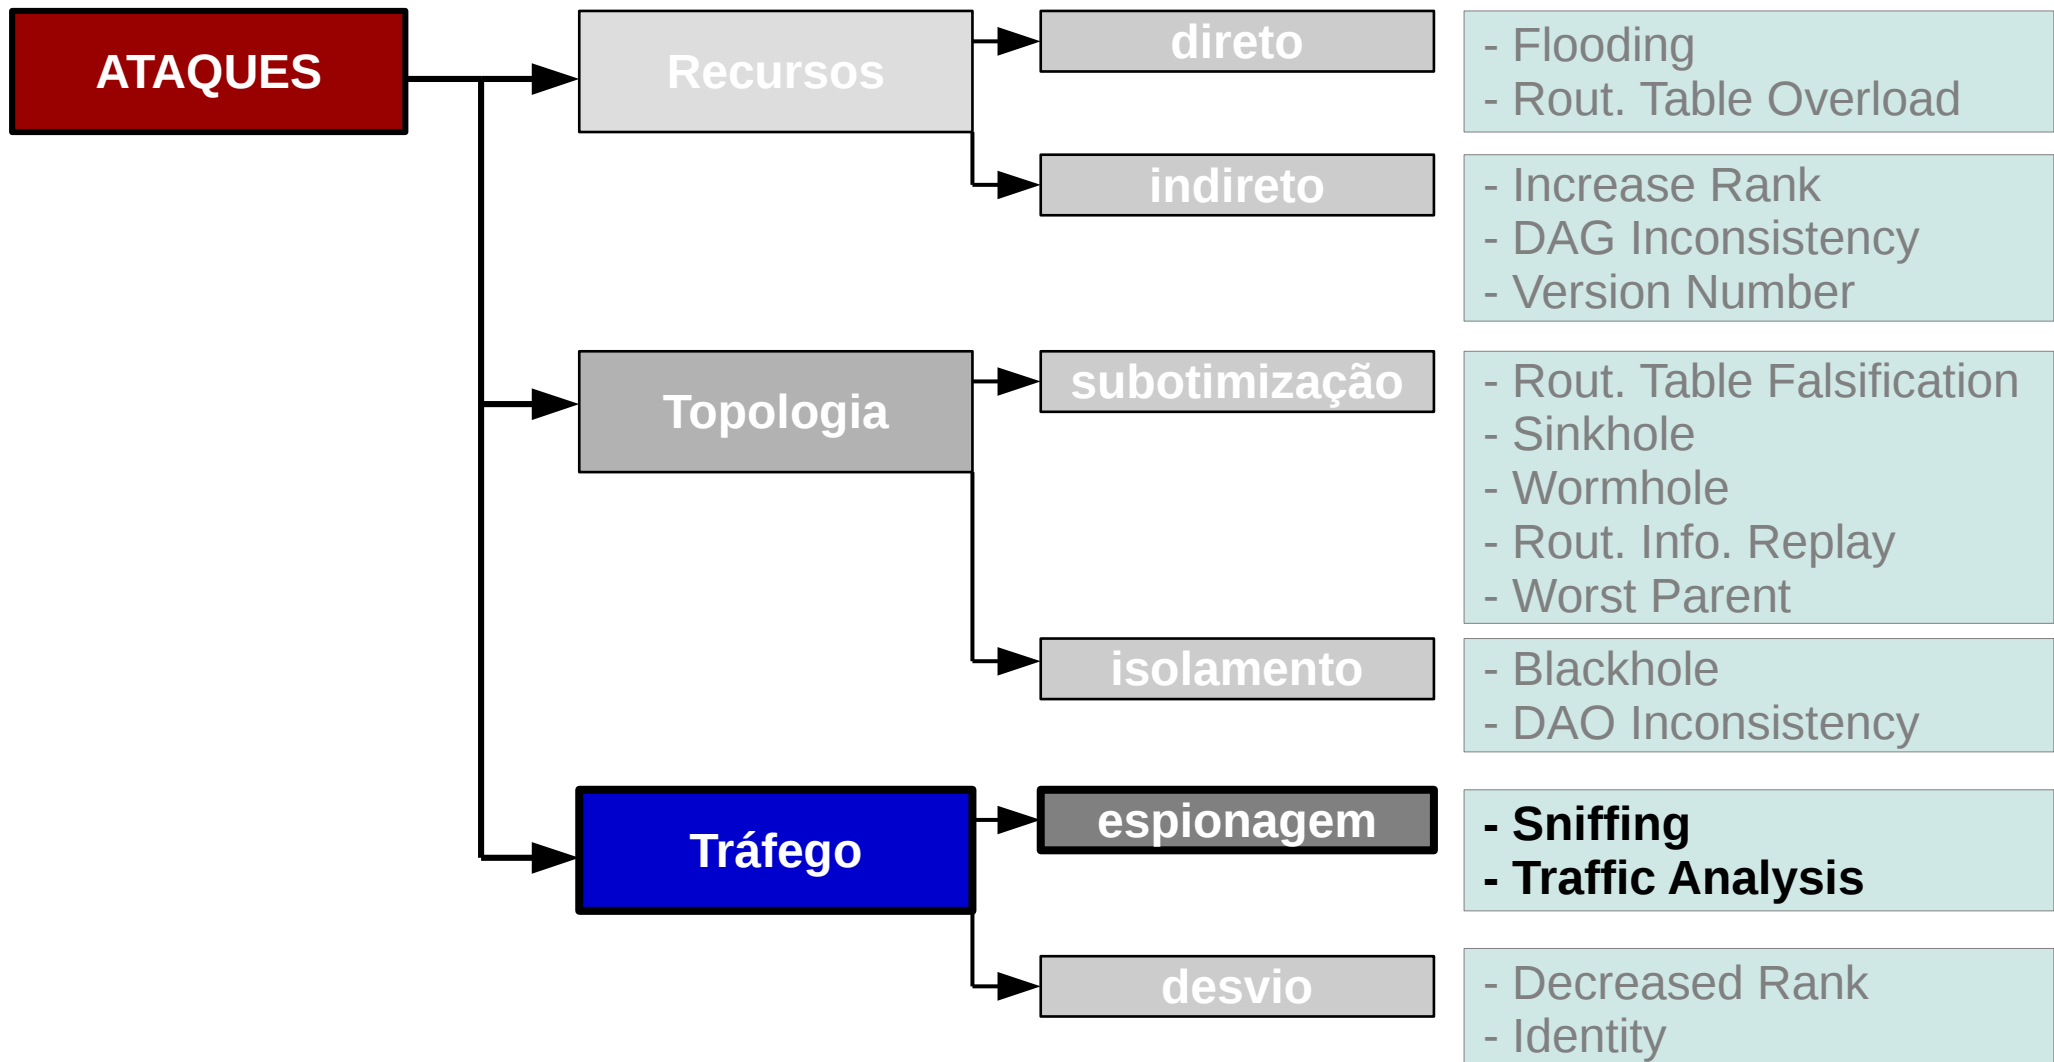 ATAQUES
Recursos
direto
- Flooding
- Rout. Table Overload
indireto
- Increase Rank
- DAG Inconsistency
- Version Number
Topologia
subotimização
- Rout. Table Falsification
- Sinkhole
- Wormhole
- Rout. Info. Replay
- Worst Parent
isolamento
- Blackhole
- DAO Inconsistency
Tráfego
espionagem
- Sniffing
- Traffic Analysis
desvio
- Decreased Rank
- Identity